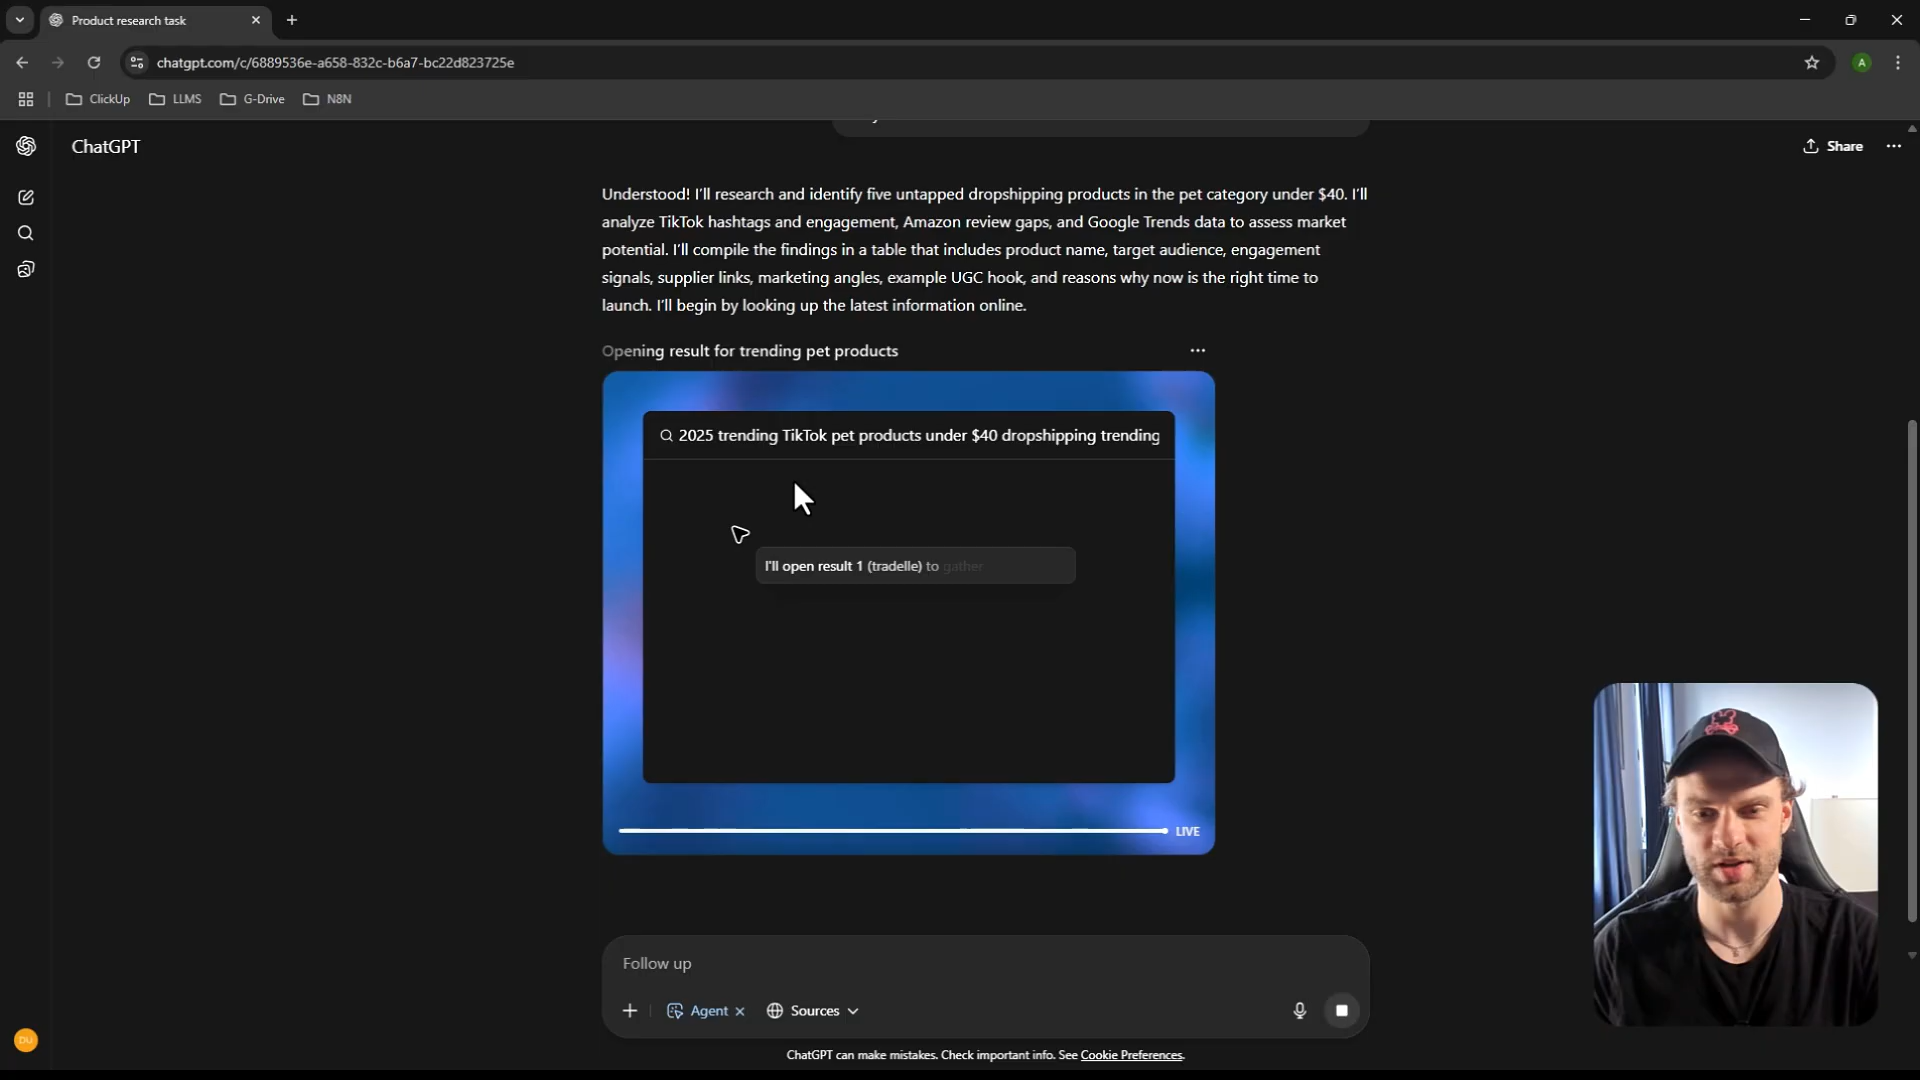 Product research task
chatgpt.com/c/6889536e-a658-832c-b6a7-bc22d823725e
A
ClickUp
LLMS
G-Drive
N8N
ChatGPT
Share
Understood! I'll research and identify five untapped dropshipping products in the pet category under $40. I'll
analyze TikTok hashtags and engagement, Amazon review gaps, and Google Trends data to assess market
potential. I'll compile the findings in a table that includes product name, target audience, engagement
signals, supplier links, marketing angles, example UGC hook, and reasons why now is the right time to
launch. I'll begin by looking up the latest information online.
Opening result for trending pet products
2025 trending TikTok pet products under $40 dropshipping trending
I'll open result 1 (tradelle) to gather
LIVE
Follow up
Agent
Sources
DU
ChatGPT can make mistakes. Check important info. See Cookie Preferences.